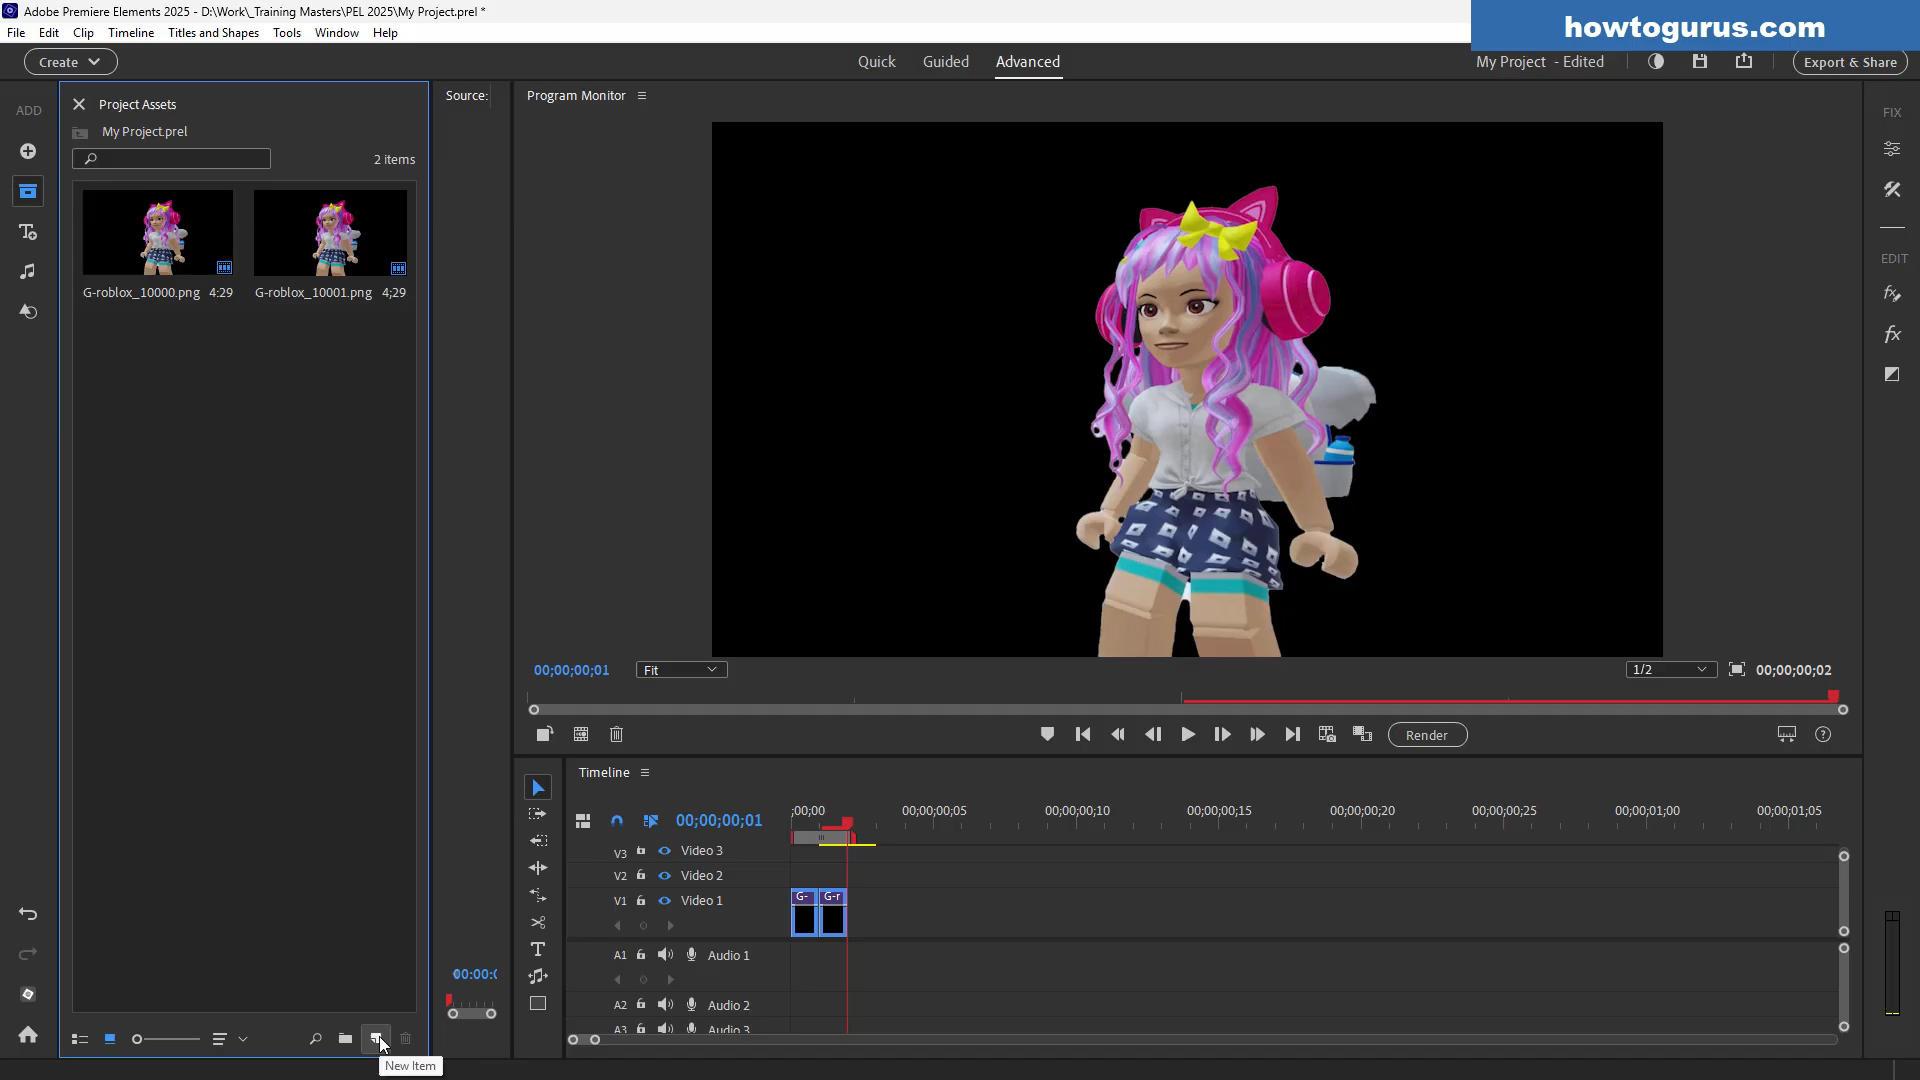 Adobe Premiere Elements 2025 - D:\Work\_Training Masters\PEL 2025\My Project.prel *
howtogurus.com
File Edit Clip Timeline Titles and Shapes Tools Window Help
Create
Quick Guided Advanced
My Project - Edited
Export & Share
ADD
Project Assets
My Project.prel
2 items
G-roblox_10000.png 4:29
G-roblox_10001.png 4;29
Source:
Program Monitor
FIX
EDIT
00;00;00;01
Fit
1/2
00;00;00;02
Render
Timeline
00;00;00;01
;00;00
00;00;00;05
00;00;00;10
00;00;00;15
00;00;00;20
00;00;00;25
00;00;01;00
00;00;01;05
V3 Video 3
V2 Video 2
V1 Video 1
G- G-r
A1 Audio 1
A2 Audio 2
A3 Audio 3
00:00:0
New Item